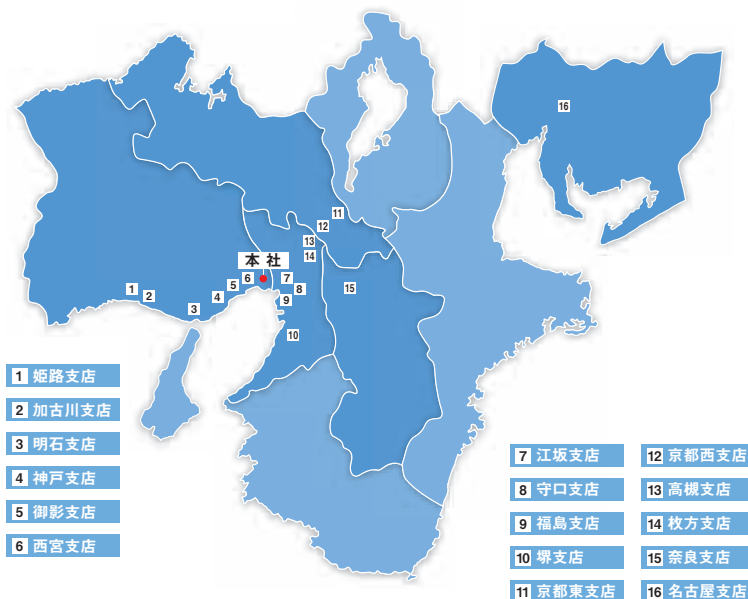 16
11
12
13
14
本社
15
1
2
3
4
5
6
7
8
9
10
1 姫路支店
2 加古川支店
3 明石支店
4 神戸支店
5 御影支店
6 西宮支店
7 江坂支店
8 守口支店
9 福島支店
10 堺支店
11 京都東支店
12 京都西支店
13 高槻支店
14 枚方支店
15 奈良支店
16 名古屋支店